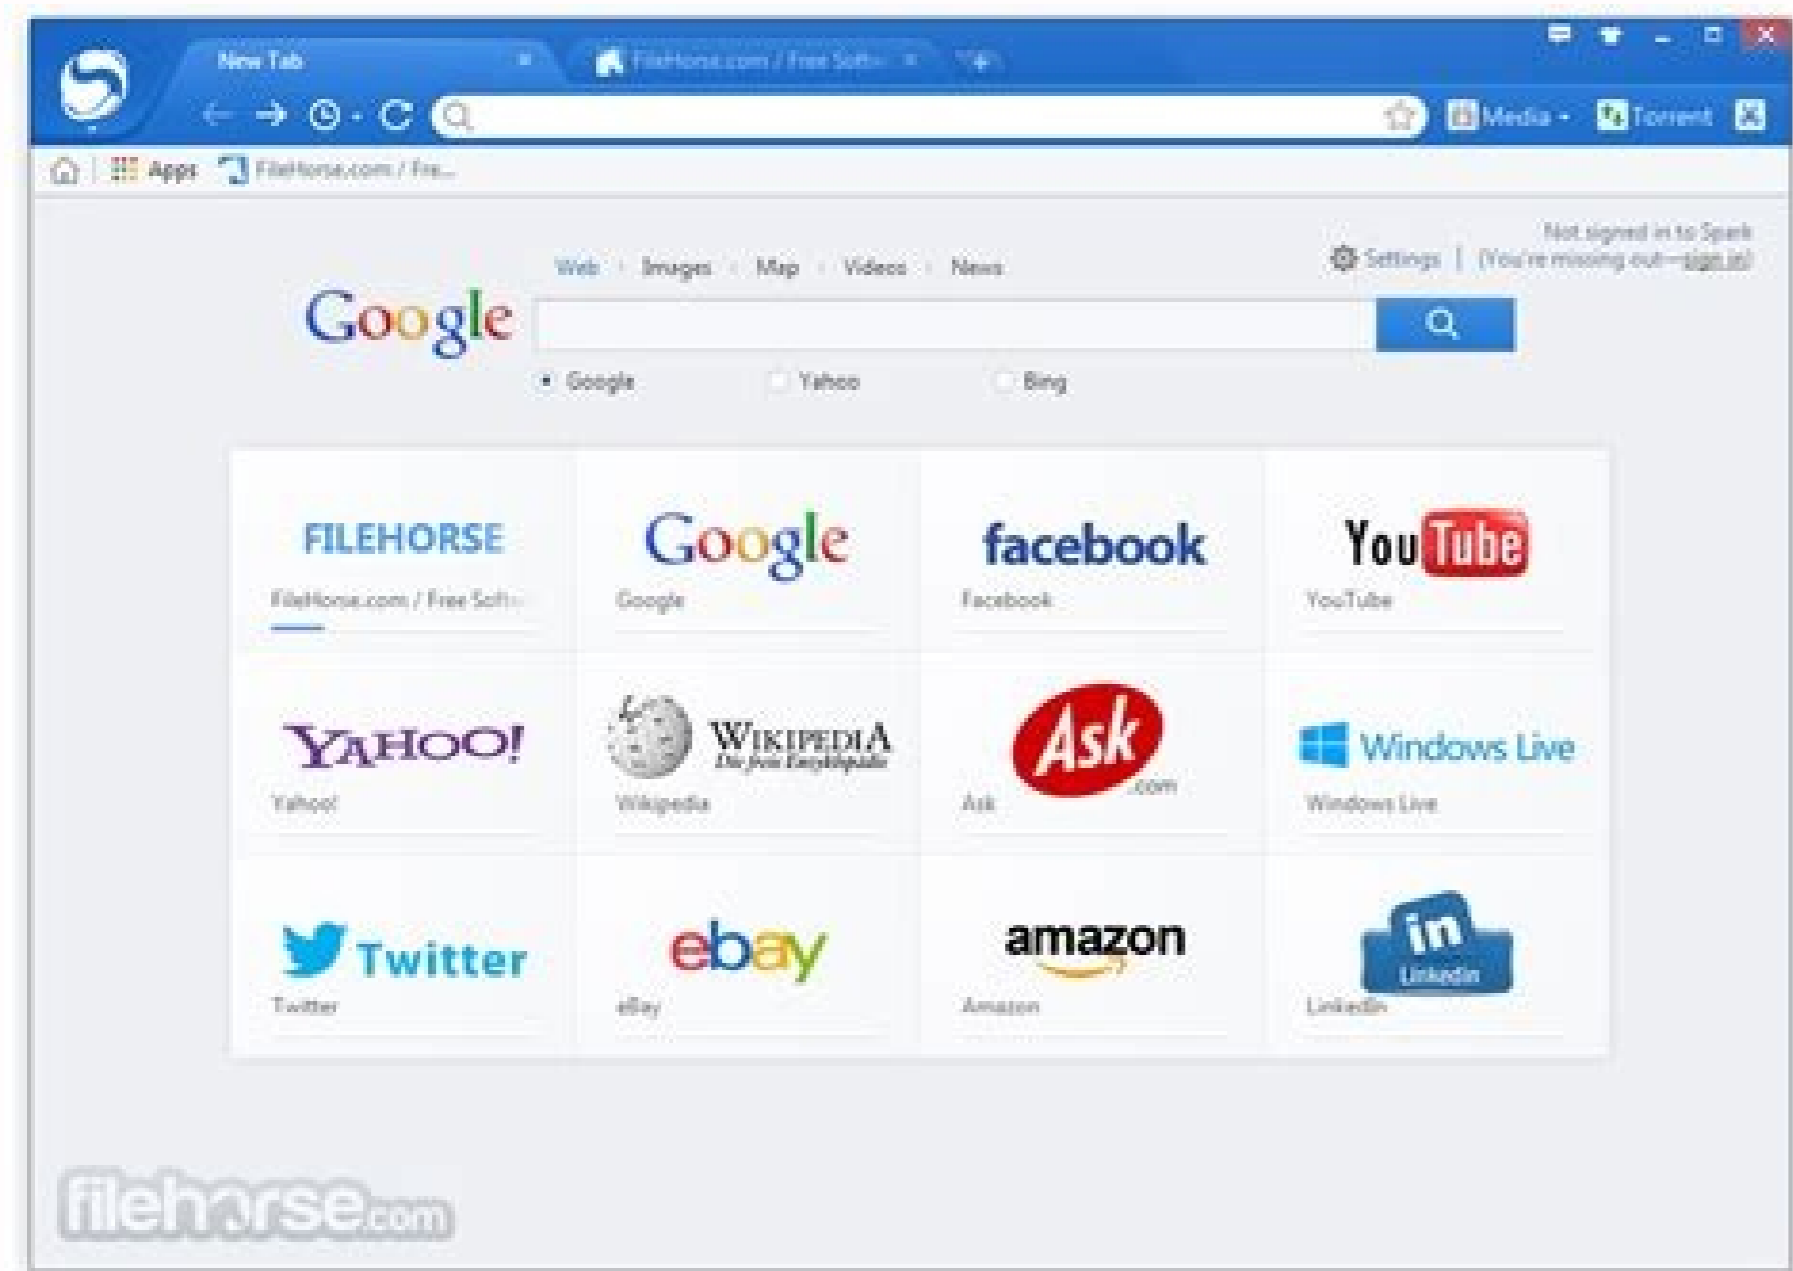 New Tab
FileHorse.com / Free Softw
Media
Torrent
Apps
FileHorse.com / Fre...
Not signed in to Spark
Web Images Map Videos News
Settings | (You're missing out—sign in)
Google
Google Yahoo Bing
FILEHORSE Google facebook YouTube
FileHorse.com / Free Softw Google Facebook YouTube
YAHOO! WIKIPEDIA Ask .com Windows Live
Die freie Enzyklopädie
Yahoo! Wikipedia Ask Windows Live
Twitter ebay amazon in LinkedIn
Twitter eBay Amazon LinkedIn
filehorse.com